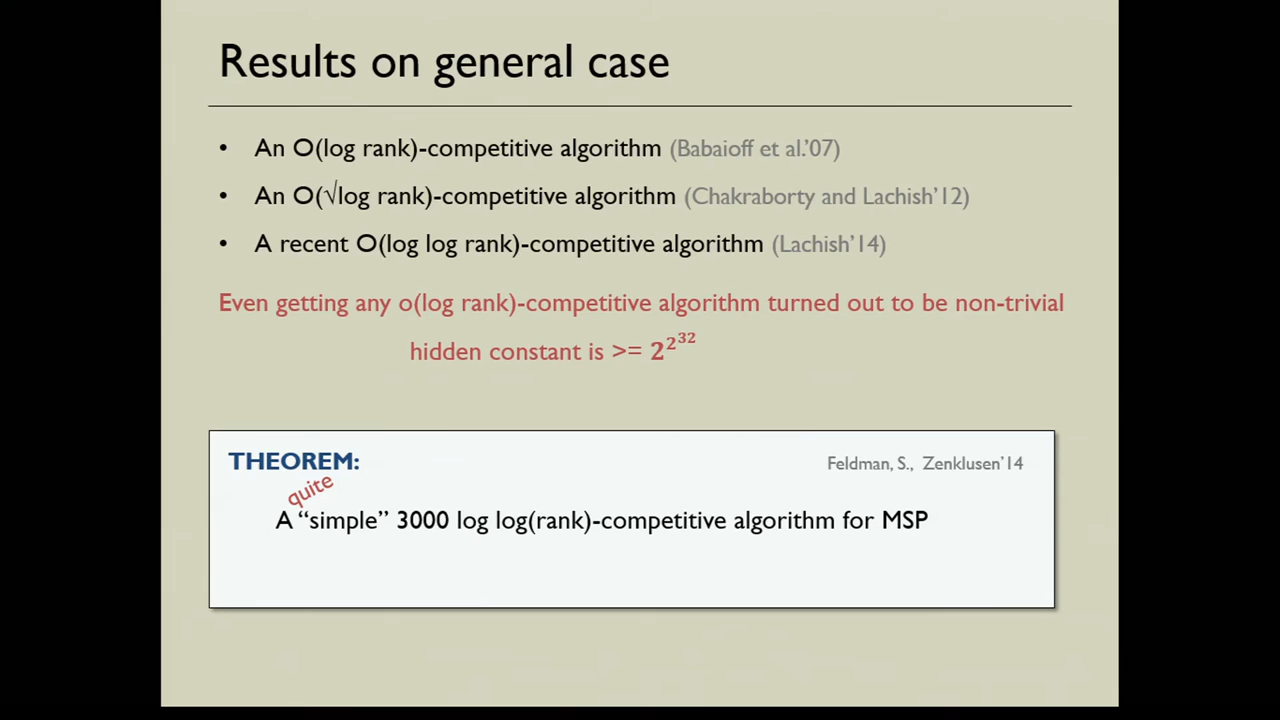 Results on general case
• An O(log rank)-competitive algorithm (Babaioff et al.'07)
• An O(√log rank)-competitive algorithm (Chakraborty and Lachish'12)
• A recent O(log log rank)-competitive algorithm (Lachish'14)
Even getting any o(log rank)-competitive algorithm turned out to be non-trivial
hidden constant is >= 2^{2^{32}}
THEOREM: Feldman, S., Zenklusen'14
quite
A “simple” 3000 log log(rank)-competitive algorithm for MSP